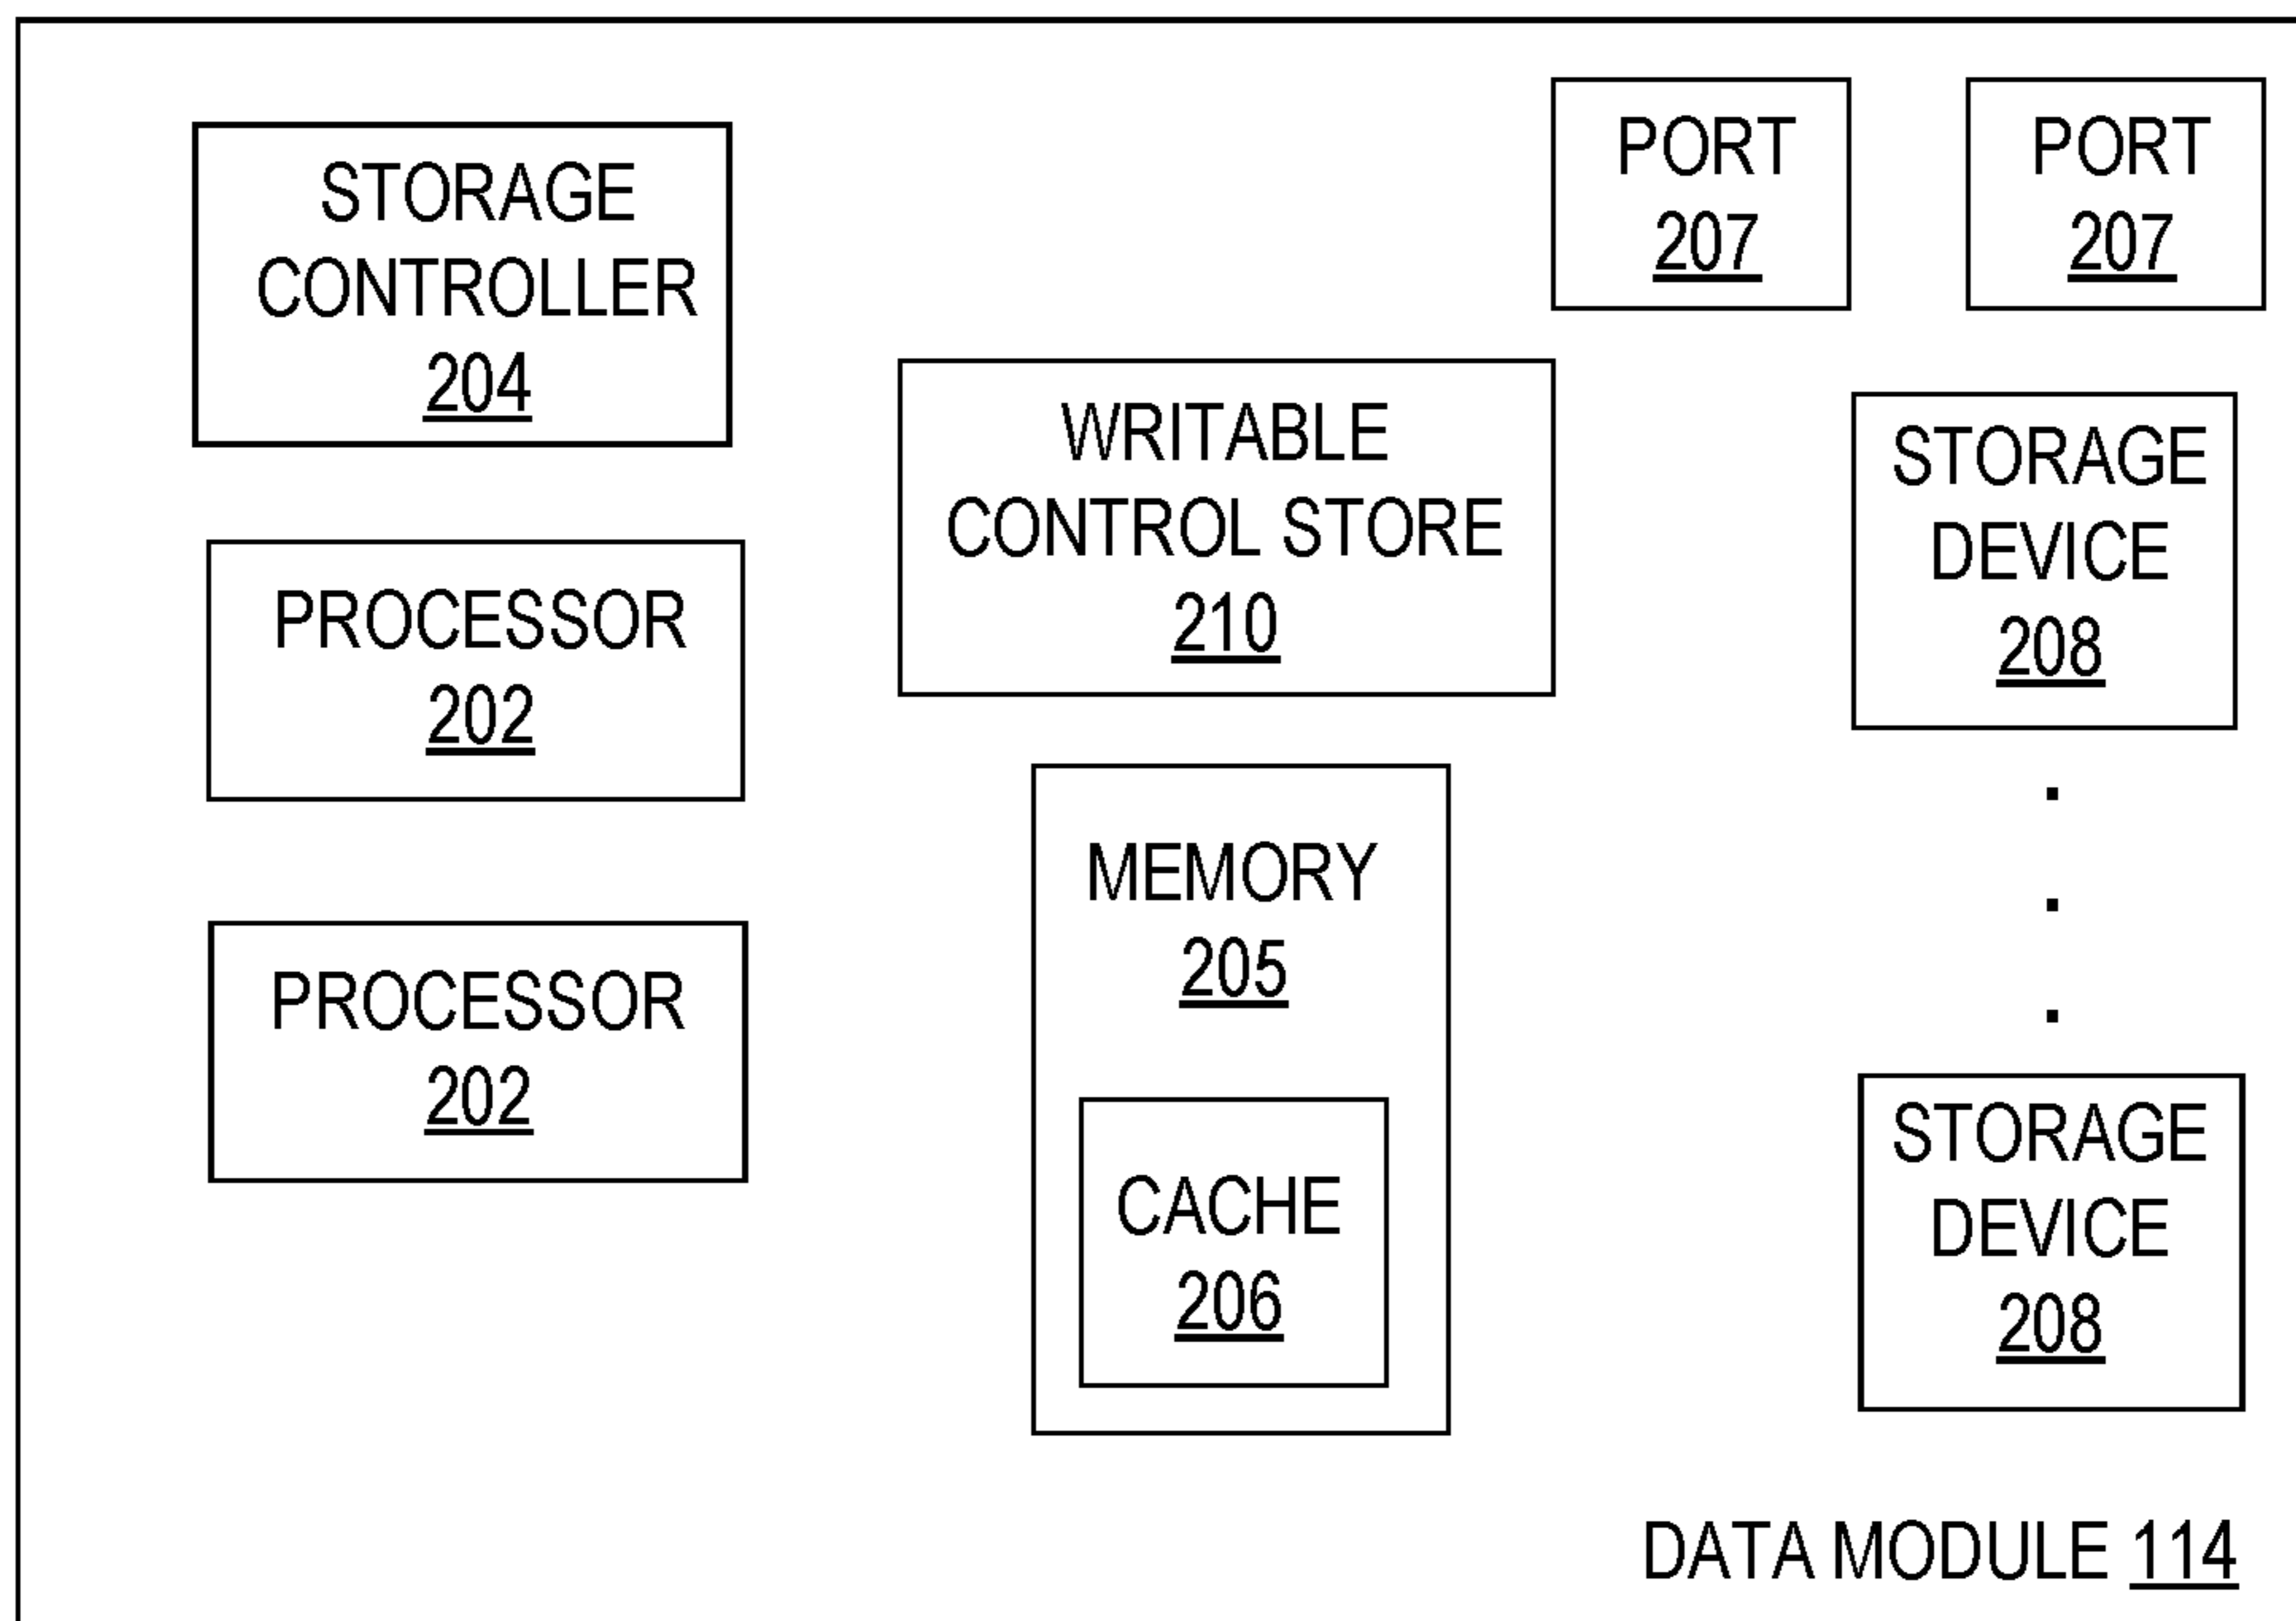 STORAGE
CONTROLLER
204
PROCESSOR
202
PROCESSOR
202
WRITABLE
CONTROL STORE
210
MEMORY
205
CACHE
206
PORT
207
PORT
207
STORAGE
DEVICE
208
.
.
.
STORAGE
DEVICE
208
DATA MODULE 114